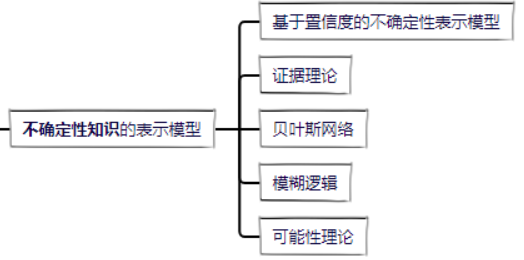 基于置信度的不确定性表示模型
证据理论
不确定性知识的表示模型
贝叶斯网络
模糊逻辑
可能性理论